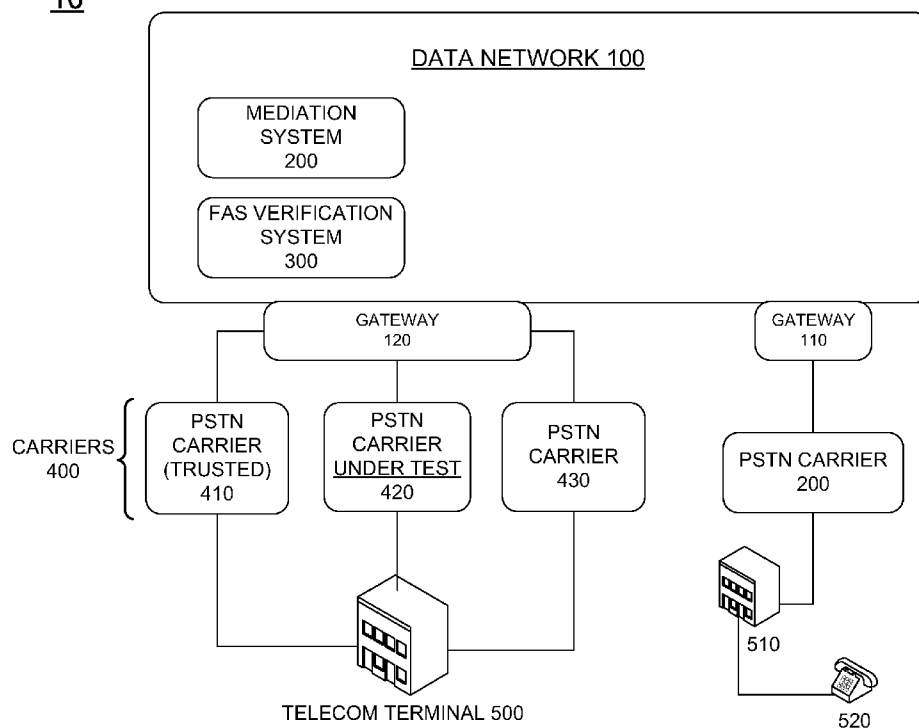 10
DATA NETWORK 100
MEDIATION
SYSTEM
200
FAS VERIFICATION
SYSTEM
300
GATEWAY
120
GATEWAY
110
CARRIERS
400
PSTN
CARRIER
(TRUSTED)
410
PSTN
CARRIER
UNDER TEST
420
PSTN
CARRIER
430
PSTN CARRIER
200
510
TELECOM TERMINAL 500
520